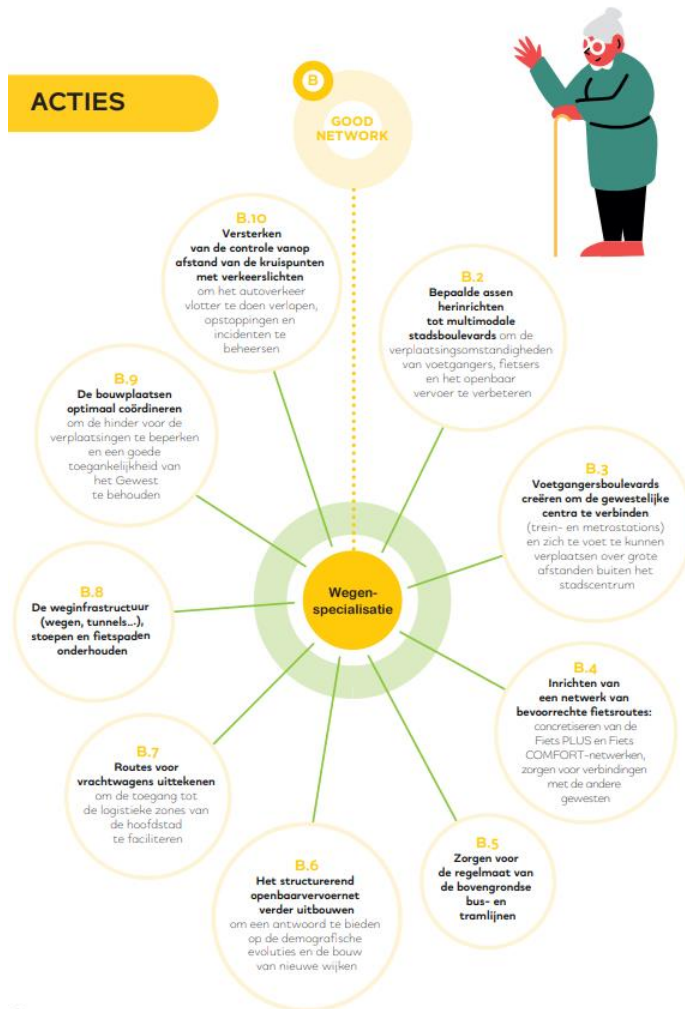 ACTIES
B
GOOD
NETWORK
B.10
Versterken
van de controle vanop
afstand van de kruispunten
met verkeerslichten
om het autoverkeer
vlotter te doen verlopen,
opstoppingen en
incidenten te
beheersen
B.2
Bepaalde assen
herinrichten
tot multimodale
stadsboulevards om de
verplaatsingsomstandigheden
van voetgangers, fietsers
en het openbaar
vervoer te verbeteren
B.9
De bouwplaatsen
optimaal coördineren
om de hinder voor de
verplaatsingen te beperken
en een goede
toegankelijkheid van
het Gewest
te behouden
B.3
Voetgangersboulevards
creëren om de gewestelijke
centra te verbinden
(trein- en metrostations)
en zich te voet te kunnen
verplaatsen over grote
afstanden buiten het
stadscentrum
Wegen-
specialisatie
B.8
De weginfrastructuur
(wegen, tunnels...),
stoepen en fietspaden
onderhouden
B.4
Inrichten van
een netwerk van
bevoorrechte fietsroutes:
concretiseren van de
Fiets PLUS en Fiets
COMFORT-netwerken,
zorgen voor verbindingen
met de andere
gewesten
B.7
Routes voor
vrachtwagens uittekenen
om de toegang tot
de logistieke zones van
de hoofdstad
te faciliteren
B.5
Zorgen voor
de regelmaat van
de bovengrondse
bus- en
tramlijnen
B.6
Het structurerend
openbaarvervoernet
verder uitbouwen
om een antwoord te bieden
op de demografische
evoluties en de bouw
van nieuwe wijken